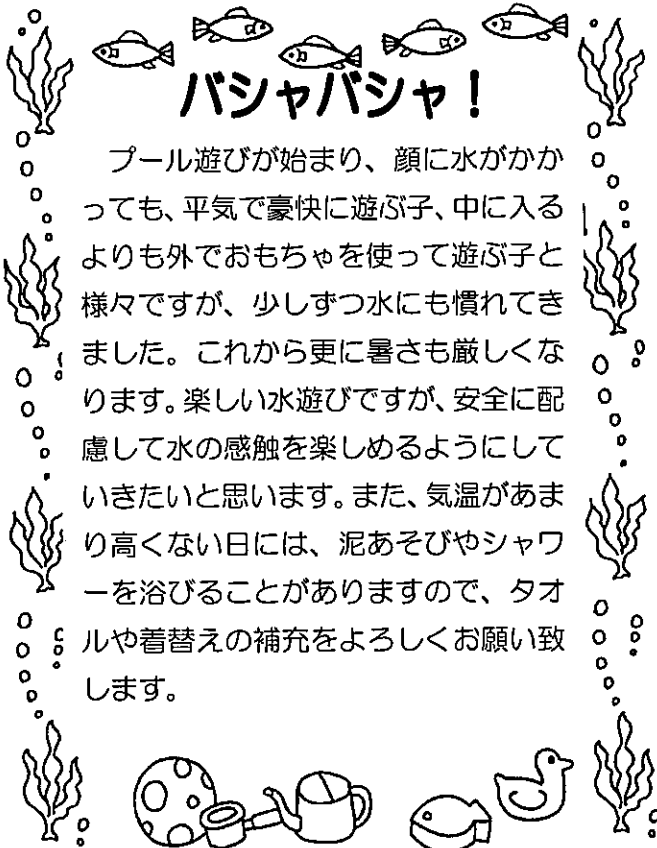 バシャバシャ！
プール遊びが始まり、顔に水がかか
っても、平気で豪快に遊ぶ子、中に入る
よりも外でおもちゃを使って遊ぶ子と
様々ですが、少しずつ水にも慣れてき
ました。これから更に暑さも厳しくな
ります。楽しい水遊びですが、安全に配
慮して水の感触を楽しめるようにして
いきたいと思います。また、気温があま
り高くない日には、泥あそびやシャワ
ーを浴びることがありますので、タオ
ルや着替えの補充をよろしくお願い致
します。